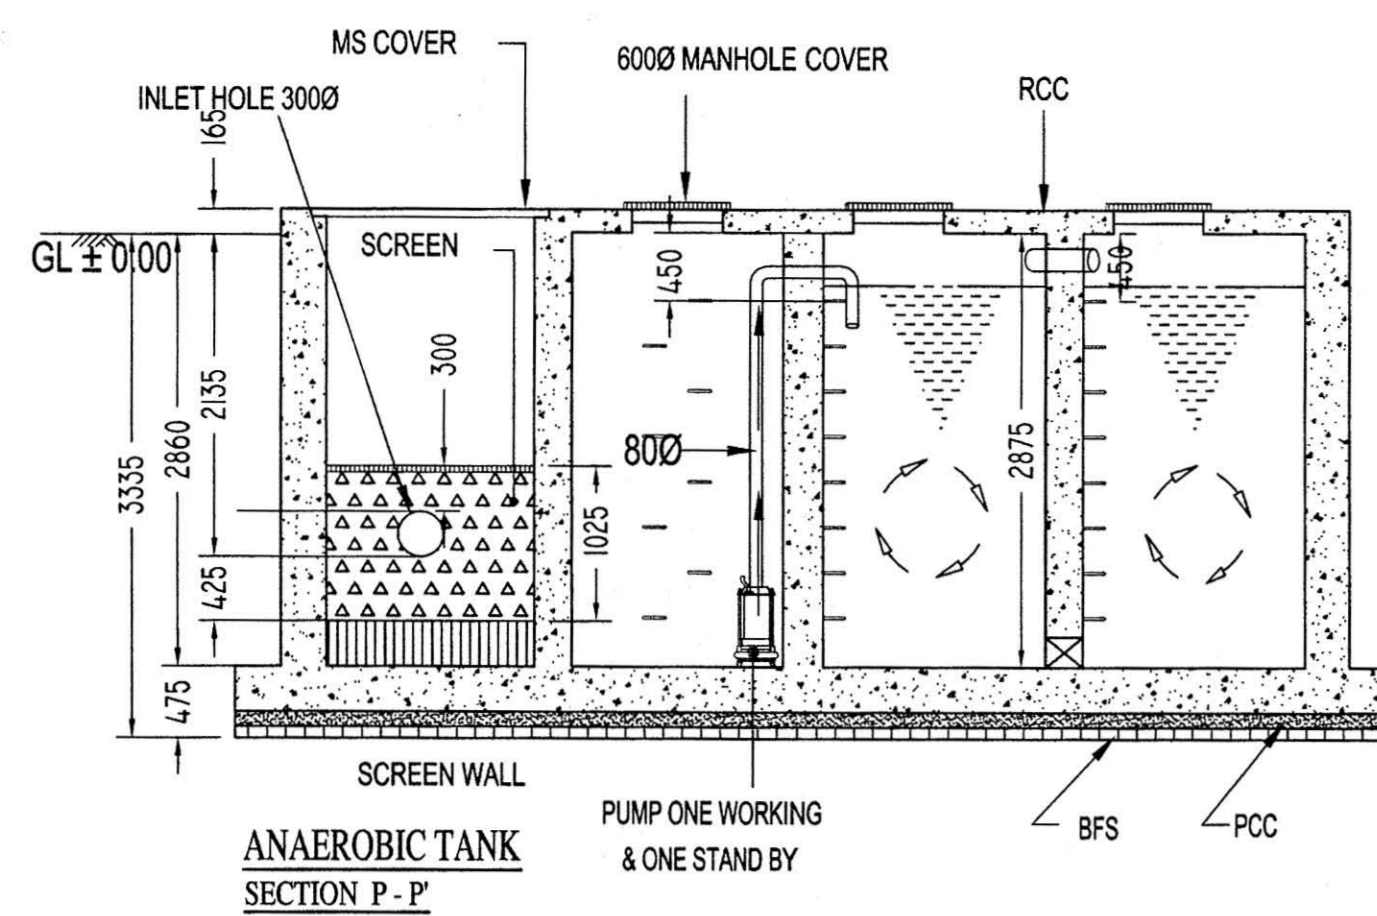 MS COVER
600Ø MANHOLE COVER
INLET HOLE 300Ø
RCC
165
SCREEN
GL ± 0.00
450
450
300
2135
2860
3335
80Ø
2875
1025
425
475
SCREEN WALL
PUMP ONE WORKING
& ONE STAND BY
BFS
PCC
ANAEROBIC TANK
SECTION P - P'